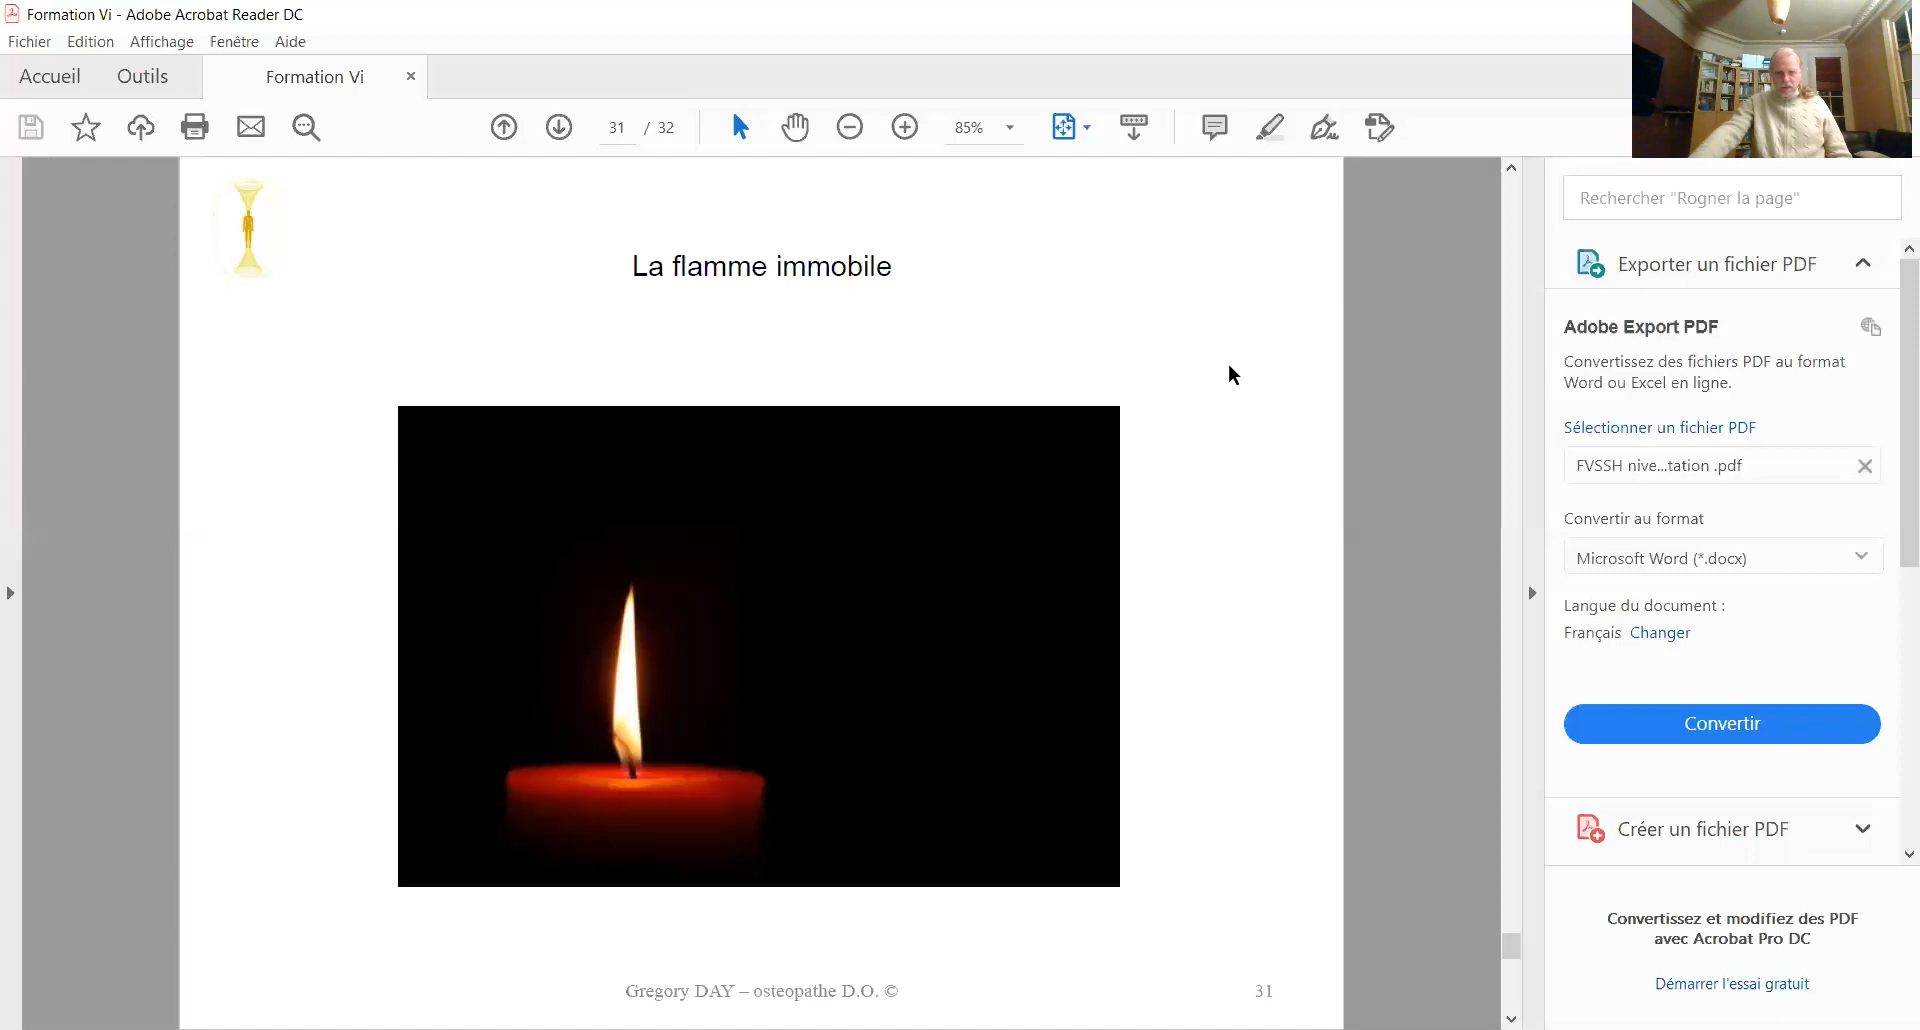 Formation Vi - Adobe Acrobat Reader DC
Fichier Edition Affichage Fenêtre Aide
Accueil Outils Formation Vi ×
31 / 32 85%
La flamme immobile
Gregory DAY – osteopathe D.O. © 31
Rechercher "Rogner la page"
Exporter un fichier PDF
Adobe Export PDF
Convertissez des fichiers PDF au format
Word ou Excel en ligne.
Sélectionner un fichier PDF
FVSSH nive...tation .pdf
Convertir au format
Microsoft Word (*.docx)
Langue du document :
Français Changer
Convertir
Créer un fichier PDF
Convertissez et modifiez des PDF
avec Acrobat Pro DC
Démarrer l'essai gratuit